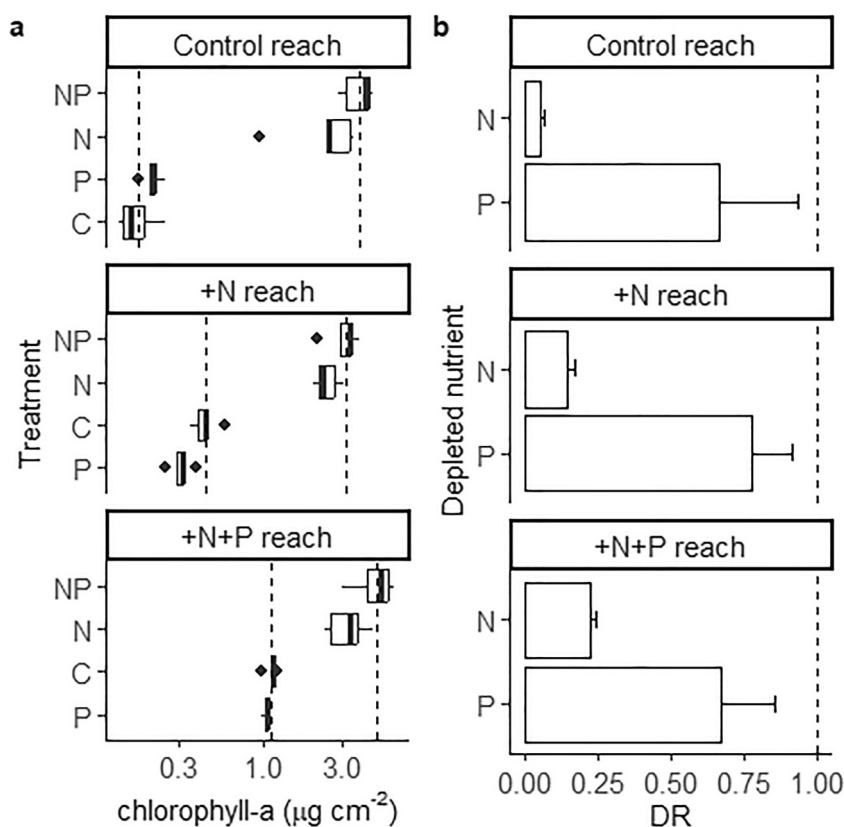 a
Control reach
NP
N
P
C
+N reach
NP
N
C
P
+N+P reach
NP
N
C
P
Treatment
0.3 1.0 3.0
chlorophyll-a (μg cm⁻²)
b
Control reach
N
P
+N reach
N
P
+N+P reach
N
P
Depleted nutrient
0.00 0.25 0.50 0.75 1.00
DR